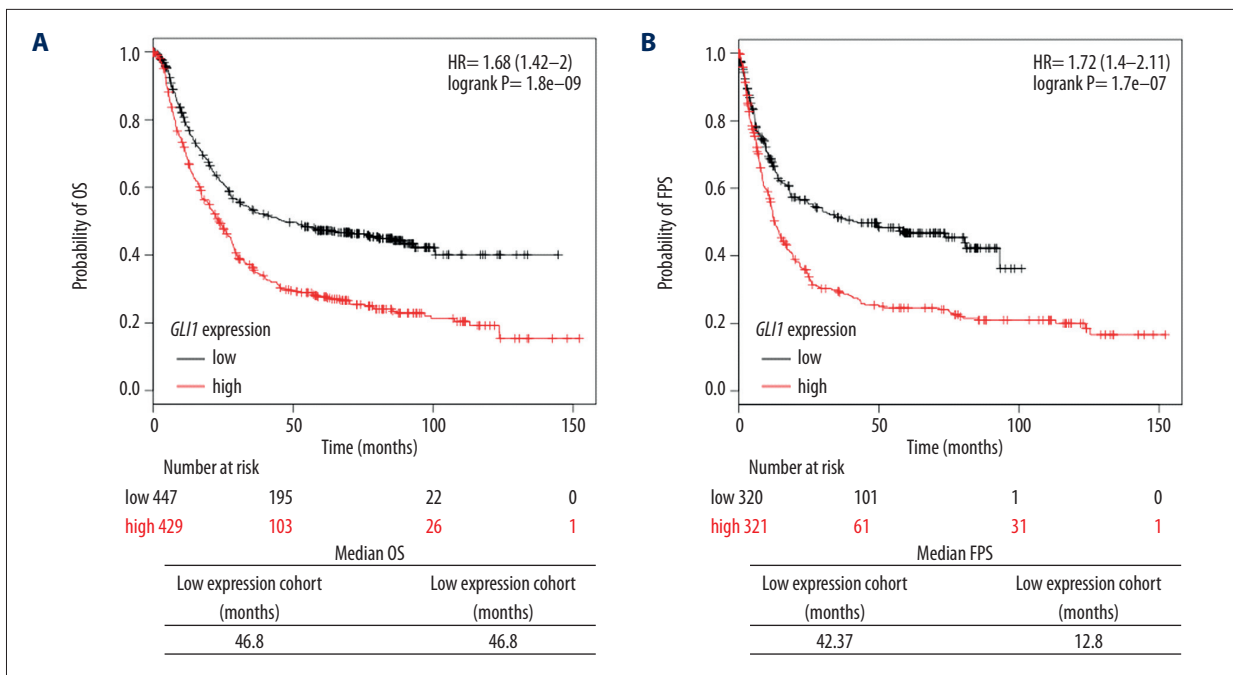 A
HR= 1.68 (1.42–2)
logrank P= 1.8e–09
Probability of OS
1.0
0.8
0.6
0.4
0.2
0.0
GLI1 expression
low
high
0 50 100 150
Time (months)
Number at risk
low 447 195 22 0
high 429 103 26 1
Median OS
Low expression cohort Low expression cohort
(months) (months)
46.8 46.8
B
HR= 1.72 (1.4–2.11)
logrank P= 1.7e–07
Probability of FPS
1.0
0.8
0.6
0.4
0.2
0.0
GLI1 expression
low
high
0 50 100 150
Time (months)
Number at risk
low 320 101 1 0
high 321 61 31 1
Median FPS
Low expression cohort Low expression cohort
(months) (months)
42.37 12.8